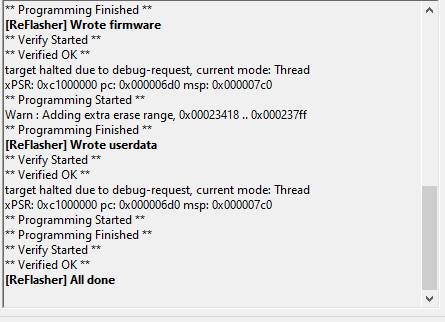 ** Programming Finished **
[ReFlasher] Wrote firmware
** Verify Started **
** Verified OK **
target halted due to debug-request, current mode: Thread
xPSR: 0xc1000000 pc: 0x000006d0 msp: 0x000007c0
** Programming Started **
Warn : Adding extra erase range, 0x00023418 .. 0x000237ff
** Programming Finished **
[ReFlasher] Wrote userdata
** Verify Started **
** Verified OK **
target halted due to debug-request, current mode: Thread
xPSR: 0xc1000000 pc: 0x000006d0 msp: 0x000007c0
** Programming Started **
** Programming Finished **
** Verify Started **
** Verified OK **
[ReFlasher] All done